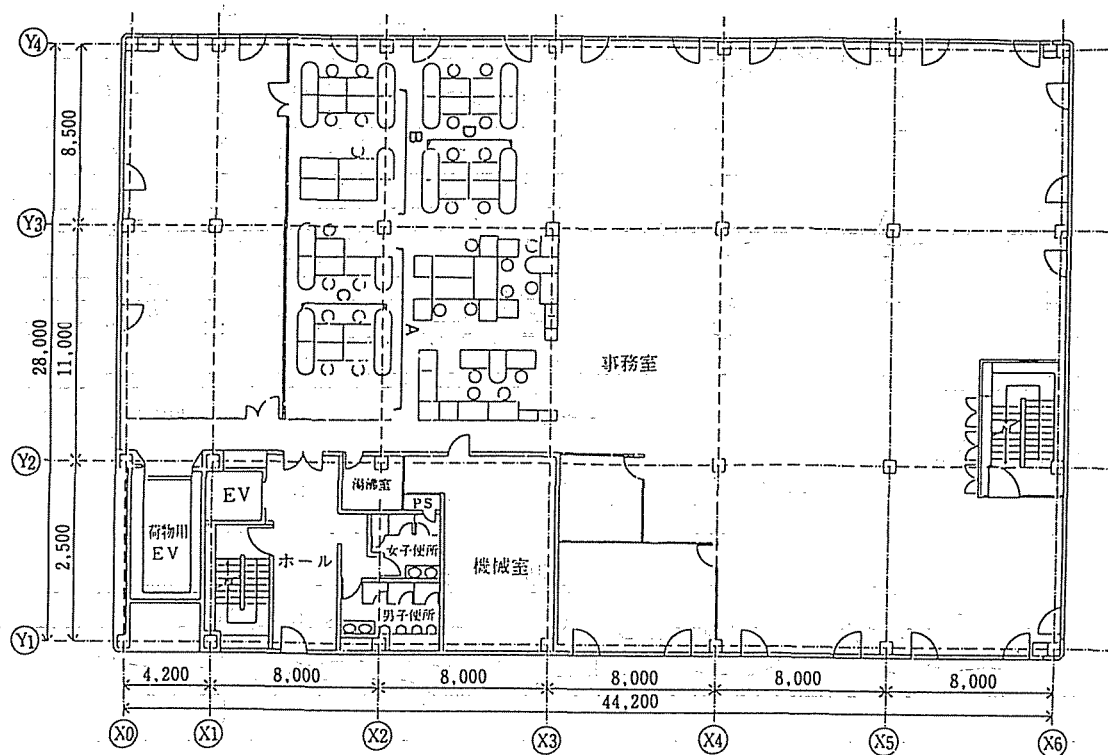 Y4
8,500
B
D
Y3
28,000
11,000
C
A
事務室
Y2
EV
湯沸室
PS
荷物用
EV
2,500
ホール
女子便所
機械室
男子便所
Y1
4,200
8,000
8,000
8,000
8,000
8,000
44,200
X0
X1
X2
X3
X4
X5
X6